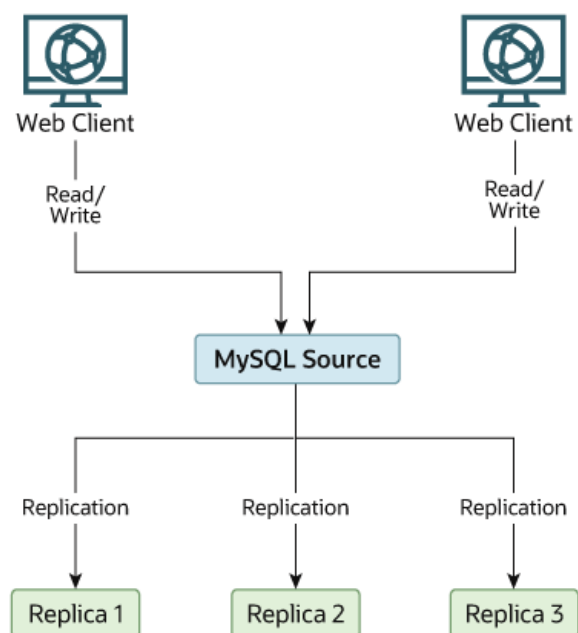 Web Client
Web Client
Read/
Write
Read/
Write
MySQL Source
Replication
Replication
Replication
Replica 1
Replica 2
Replica 3